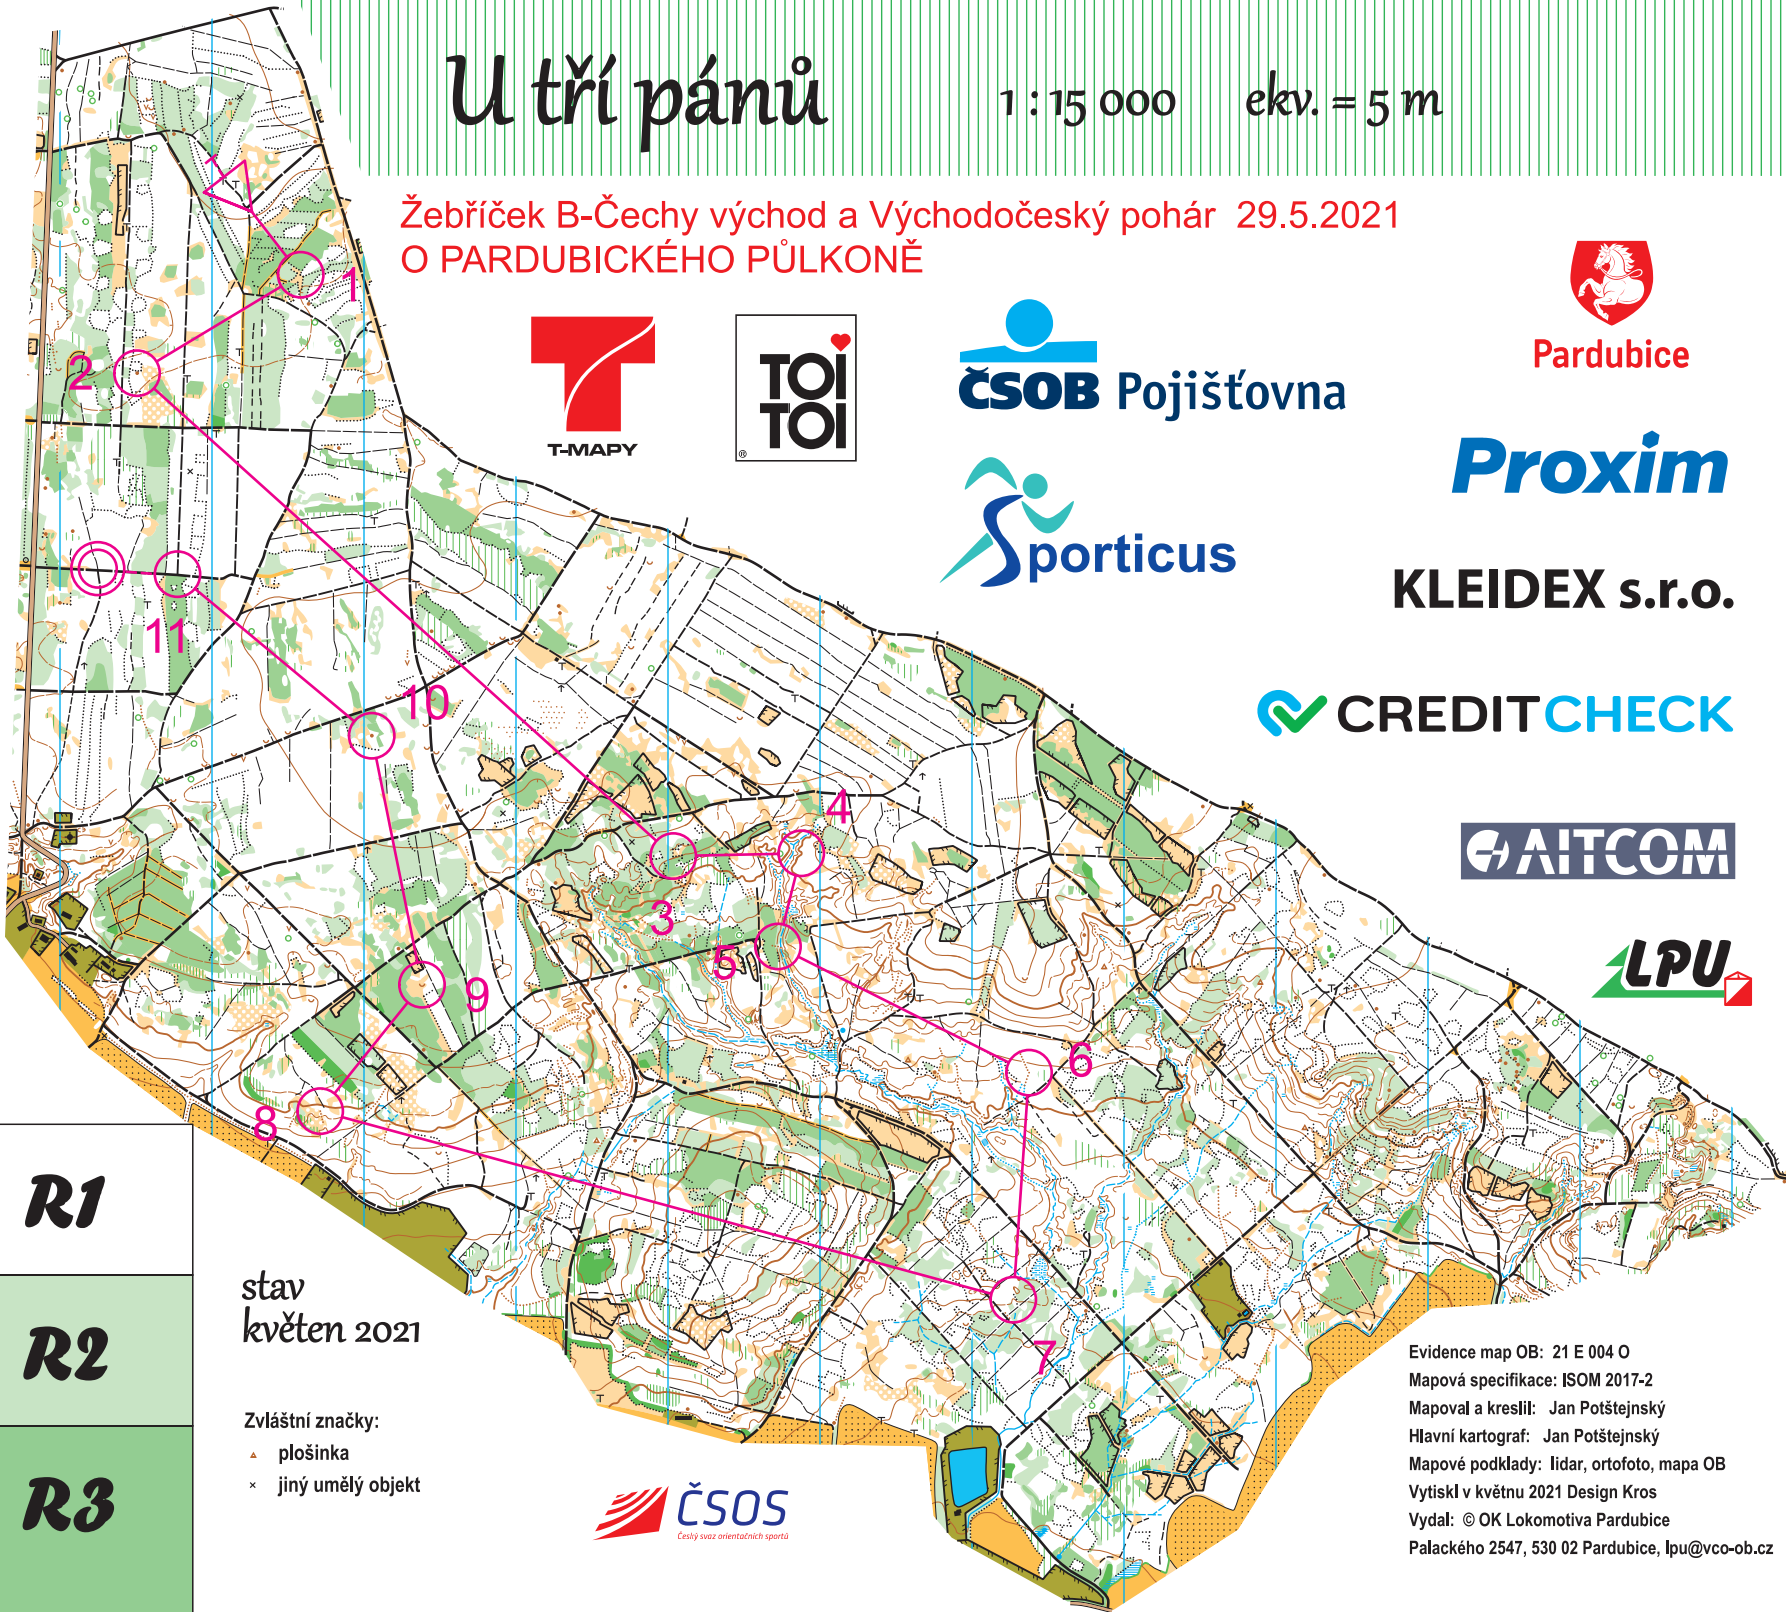 U tří pánů
1 : 15 000 ekv. = 5 m
Žebříček B-Čechy východ a Východočeský pohár 29.5.2021
O PARDUBICKÉHO PŮLKONĚ
T-MAPY
TOI
TOI
®
ČSOB Pojišťovna
Pardubice
Sporticus
Proxim
KLEIDEX s.r.o.
CREDITCHECK
AITCOM
LPU
1
2
3
4
5
6
7
8
9
10
11
R1
R2
R3
stav
květen 2021
Zvláštní značky:
plošinka
jiný umělý objekt
ČSOS
Český svaz orientačních sportů
Evidence map OB: 21 E 004 O
Mapová specifikace: ISOM 2017-2
Mapoval a kreslil: Jan Potštejnský
Hlavní kartograf: Jan Potštejnský
Mapové podklady: lidar, ortofoto, mapa OB
Vytiskl v květnu 2021 Design Kros
Vydal: © OK Lokomotiva Pardubice
Palackého 2547, 530 02 Pardubice, lpu@vco-ob.cz